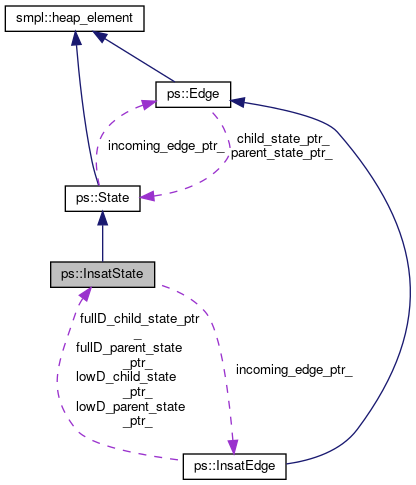 smpl::heap_element
ps::Edge
incoming_edge_ptr_
child_state_ptr_
parent_state_ptr_
ps::State
ps::InsatState
fullD_child_state_ptr
_
fullD_parent_state
_ptr_
lowD_child_state
_ptr_
lowD_parent_state
_ptr_
incoming_edge_ptr_
ps::InsatEdge